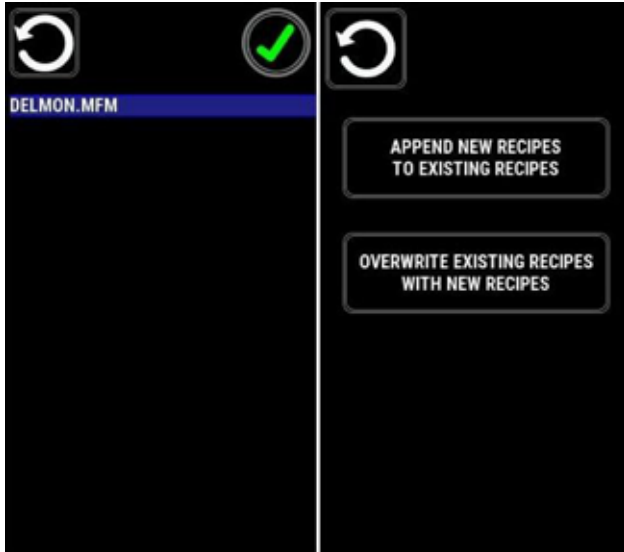 DELMON.MFM
APPEND NEW RECIPES
TO EXISTING RECIPES
OVERWRITE EXISTING RECIPES
WITH NEW RECIPES